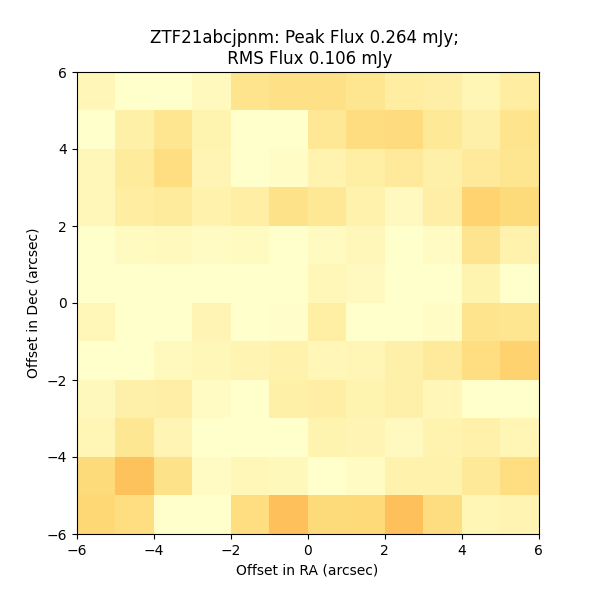 ZTF21abcjpnm: Peak Flux 0.264 mJy;
RMS Flux 0.106 mJy
6
4
2
0
−2
−4
−6
Offset in Dec (arcsec)
−6 −4 −2 0 2 4 6
Offset in RA (arcsec)